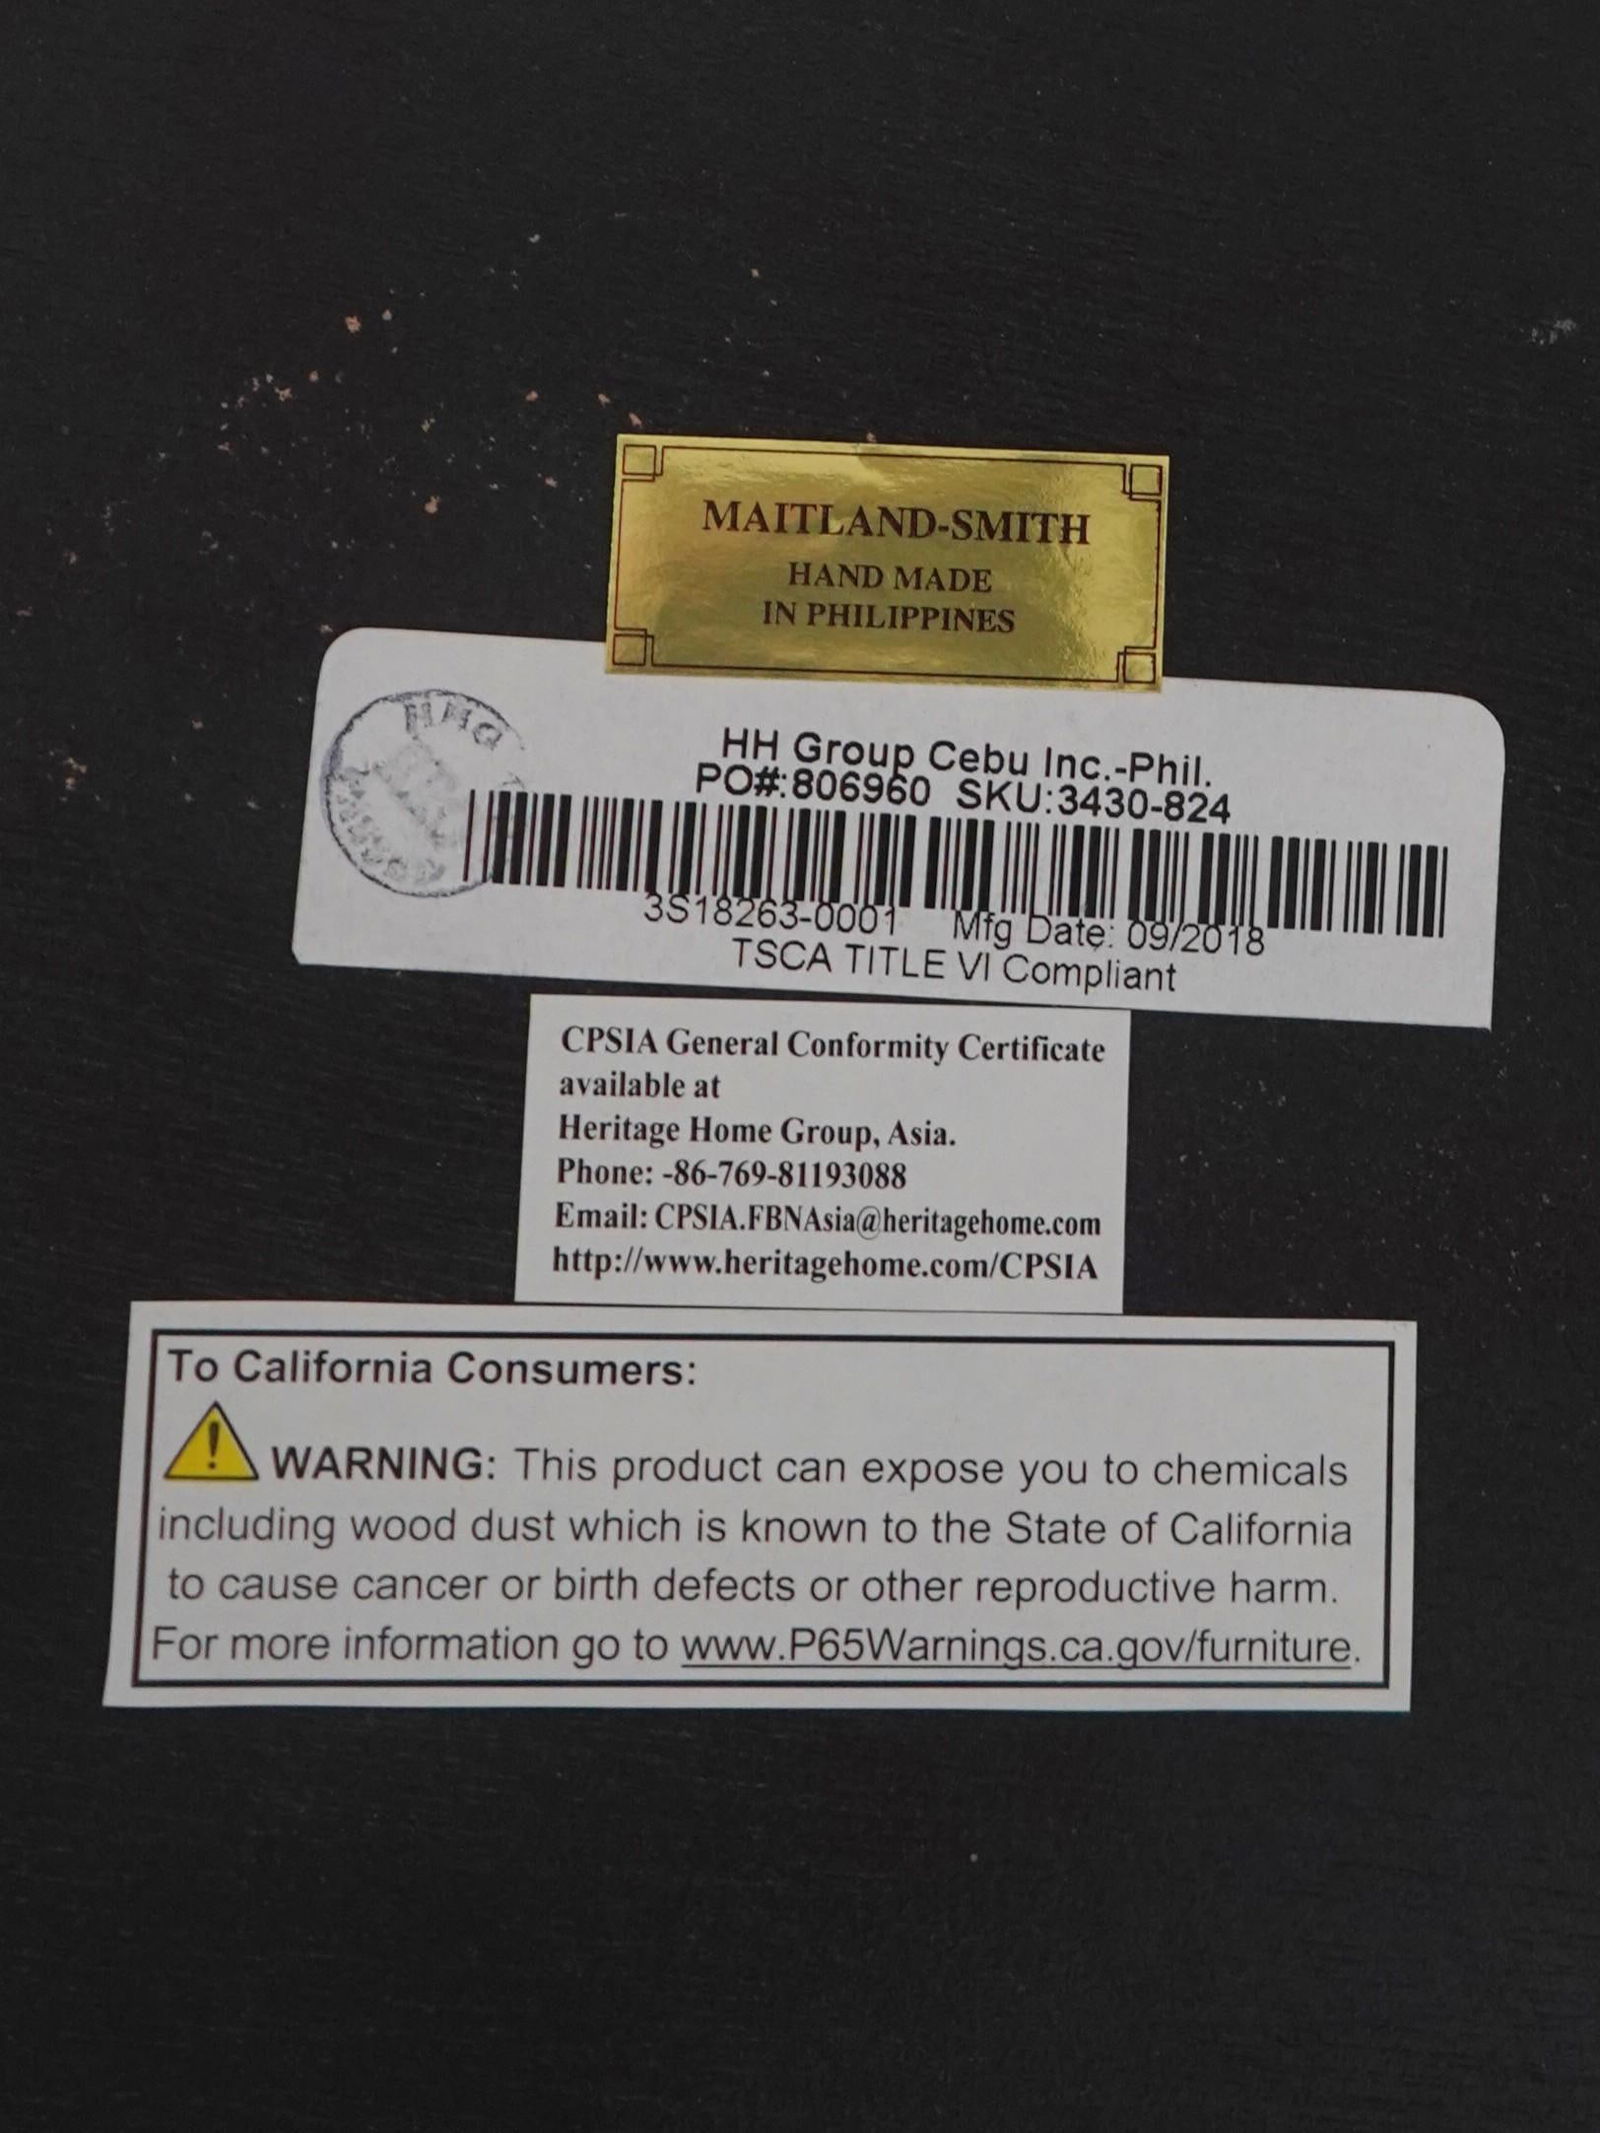 MAITLAND-SMITH
HAND MADE
IN PHILIPPINES
HHG
HH Group Cebu Inc.-Phil.
PO#:806960 SKU:3430-824
3S18263-0001 Mfg Date: 09/2018
TSCA TITLE VI Compliant
CPSIA General Conformity Certificate
available at
Heritage Home Group, Asia.
Phone: -86-769-81193088
Email: CPSIA.FBNAsia@heritagehome.com
http://www.heritagehome.com/CPSIA
To California Consumers:
WARNING: This product can expose you to chemicals
including wood dust which is known to the State of California
to cause cancer or birth defects or other reproductive harm.
For more information go to www.P65Warnings.ca.gov/furniture.